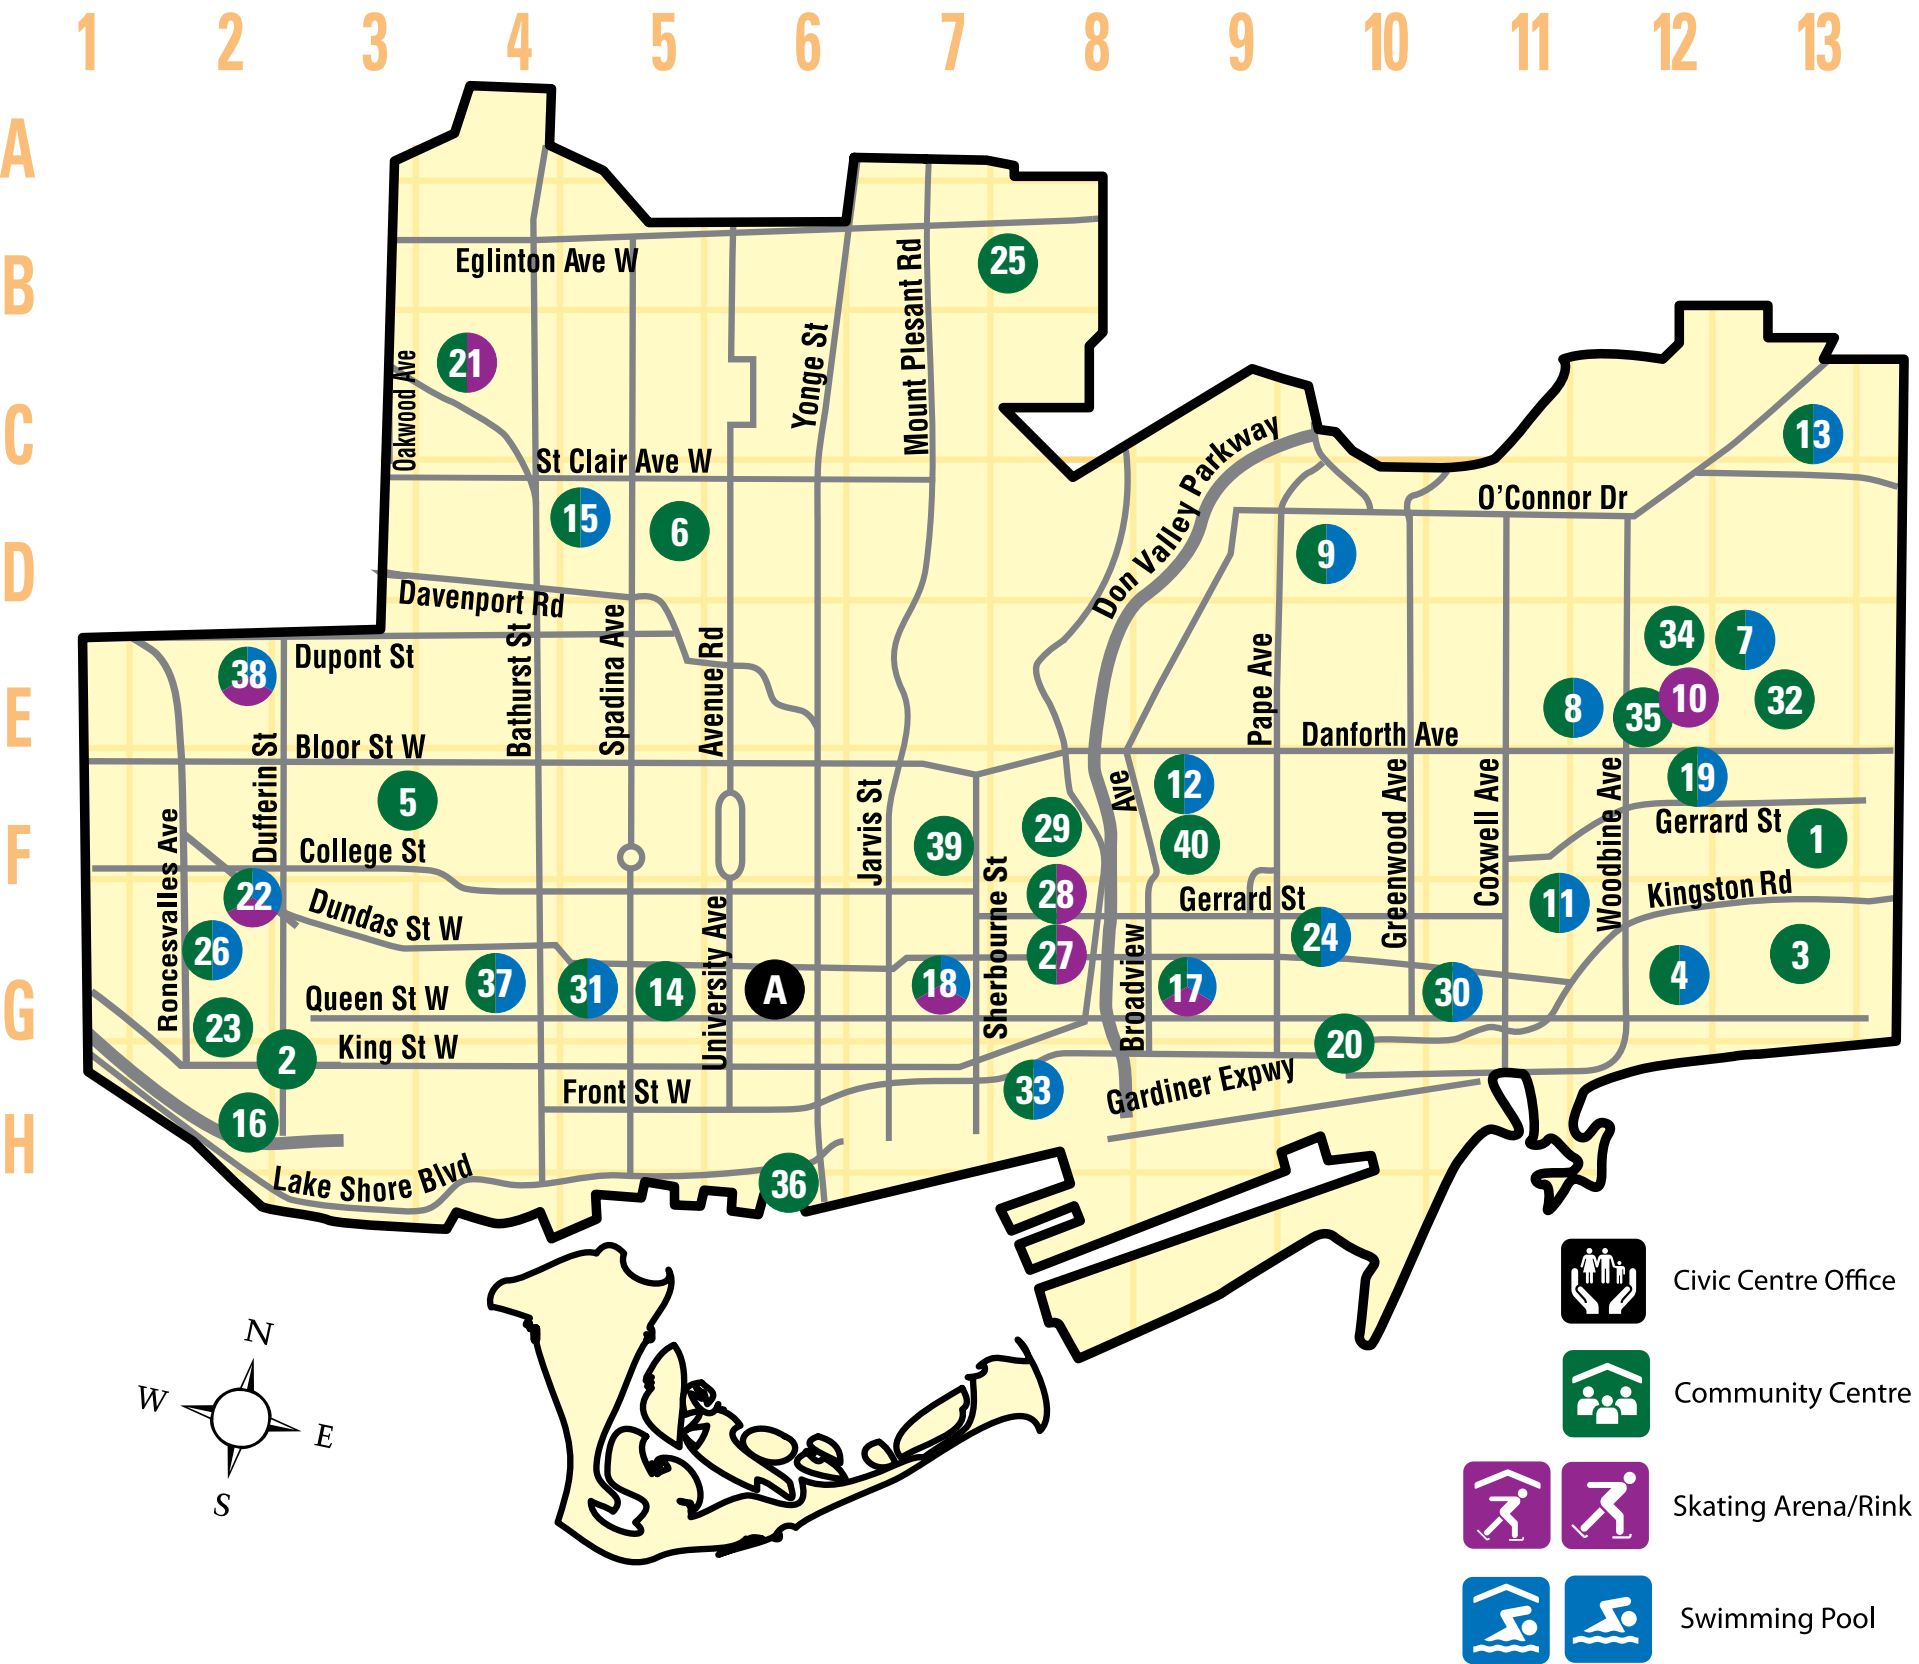 1 2 3 4 5 6 7 8 9 10 11 12 13
A
B
C
D
E
F
G
H
Eglinton Ave W
25
Mount Plesant Rd
Yonge St
21
Oakwood Ave
St Clair Ave W
15
6
Don Valley Parkway
13
O'Connor Dr
9
Davenport Rd
Dupont St
38
Bathurst St
Spadina Ave
Avenue Rd
Pape Ave
34
7
8
35
10
32
Danforth Ave
Bloor St W
Dufferin St
5
12
19
Roncesvalles Ave
College St
Jarvis St
39
29
Ave
40
Greenwood Ave
Coxwell Ave
Woodbine Ave
Gerrard St
1
22
Dundas St W
28
Sherbourne St
Gerrard St
11
Kingston Rd
26
37
31
14
University Ave
A
18
27
Broadview
17
24
30
4
3
Queen St W
23
2
King St W
20
Front St W
33
Gardiner Expwy
16
Lake Shore Blvd
36
N
W
E
S
Civic Centre Office
Community Centre
Skating Arena/Rink
Swimming Pool